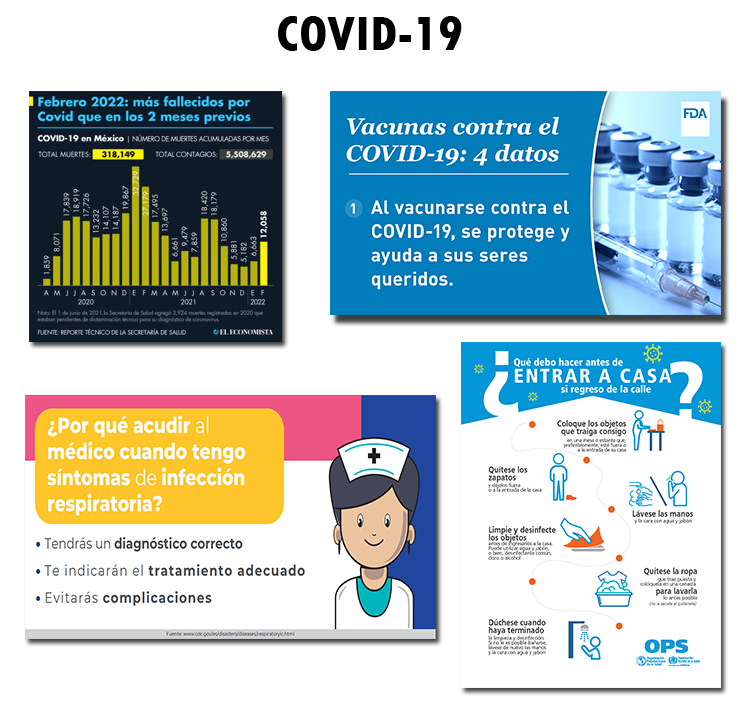 COVID-19
Febrero 2022: más fallecidos por
Covid que en los 2 meses previos
COVID-19 en México | NÚMERO DE MUERTES ACUMULADAS POR MES
TOTAL MUERTES: 318,149 TOTAL CONTAGIOS: 5,508,629
1,859 8,071 17,839 18,919 17,726 13,232 14,107 14,187 19,867 32,729 27,179 17,495 13,697 6,661 9,479 7,859 18,420 18,179 10,860 5,881 5,182 6,663 12,058
A M J J A S O N D E F M A M J J A S O N D E F
2020 2021 2022
Nota: El 1 de junio de 2021, la Secretaría de Salud agregó 3,924 muertes registradas en 2020 que
estaban pendientes de dictaminación técnica para su diagnóstico de coronavirus.
FUENTE: REPORTE TÉCNICO DE LA SECRETARÍA DE SALUD EL ECONOMISTA
FDA
Vacunas contra el
COVID-19: 4 datos
1 Al vacunarse contra el
COVID-19, se protege y
ayuda a sus seres
queridos.
¿Por qué acudir al
médico cuando tengo
síntomas de infección
respiratoria?
• Tendrás un diagnóstico correcto
• Te indicarán el tratamiento adecuado
• Evitarás complicaciones
Fuente: www.cdc.gov/es/disasters/diseases/respiratoryic.html
¿Qué debo hacer antes de
ENTRAR A CASA
si regreso de la calle?
Coloque los objetos
que traiga consigo
en una mesa o estante que,
preferiblemente, esté fuera o
a la entrada de su casa
Quítese los
zapatos
y déjelos fuera
o a la entrada de la casa
Lávese las manos
y la cara con agua y jabón
Limpie y desinfecte
los objetos
antes de ingresarlos a la casa.
Puede utilizar agua y jabón,
o bien, desinfectante común,
cloro o alcohol
Quítese la ropa
que trae puesta y
colóquela en una canasta
para lavarla
lo antes posible
(no la sacuda al quitársela)
Dúchese cuando
haya terminado
la limpieza y desinfección.
Si no le es posible bañarse,
lávese de nuevo las manos
y la cara con agua y jabón
OPS
Organización
Panamericana
de la Salud
Organización
Mundial de la Salud